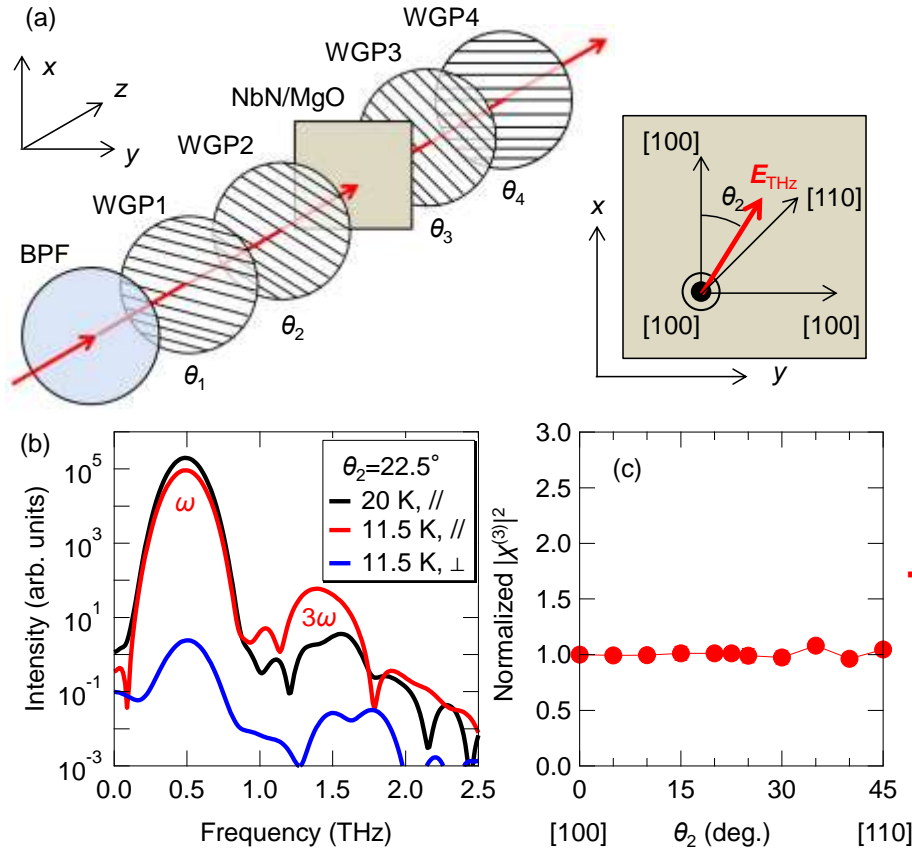 (a)
x
z
y
BPF
WGP1
WGP2
NbN/MgO
WGP3
WGP4
θ1
θ2
θ3
θ4
[100]
θ2
ETHz
[110]
[100]
[100]
x
y
(b)
Intensity (arb. units)
10^5
10^3
10^1
10^-1
10^-3
0.0
0.5
1.0
1.5
2.0
2.5
Frequency (THz)
ω
3ω
θ2=22.5°
20 K, //
11.5 K, //
11.5 K, ⊥
(c)
Normalized |χ^(3)|^2
3.0
2.5
2.0
1.5
1.0
0.5
0.0
0
15
30
45
[100]
θ2 (deg.)
[110]